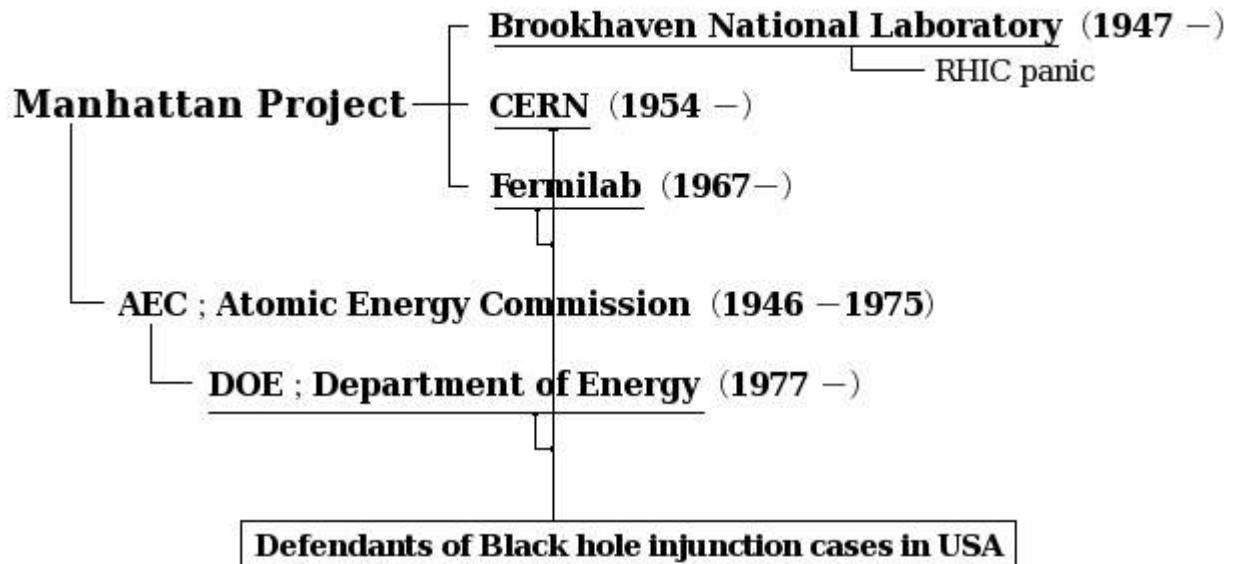 Brookhaven National Laboratory (1947 –)
RHIC panic
Manhattan Project
CERN (1954 –)
Fermilab (1967–)
AEC ; Atomic Energy Commission (1946 –1975)
DOE ; Department of Energy (1977 –)
Defendants of Black hole injunction cases in USA